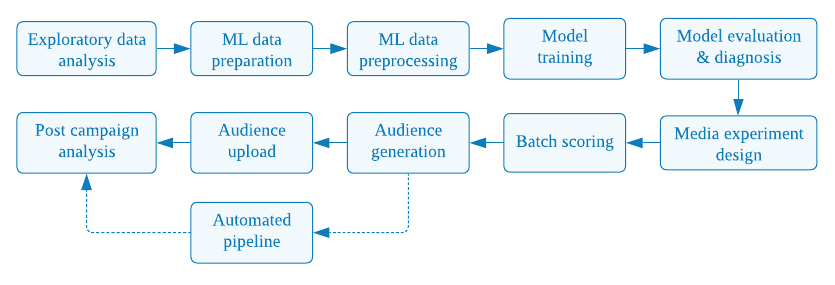 Exploratory data
analysis
ML data
preparation
ML data
preprocessing
Model
training
Model evaluation
& diagnosis
Media experiment
design
Batch scoring
Audience
generation
Audience
upload
Post campaign
analysis
Automated
pipeline